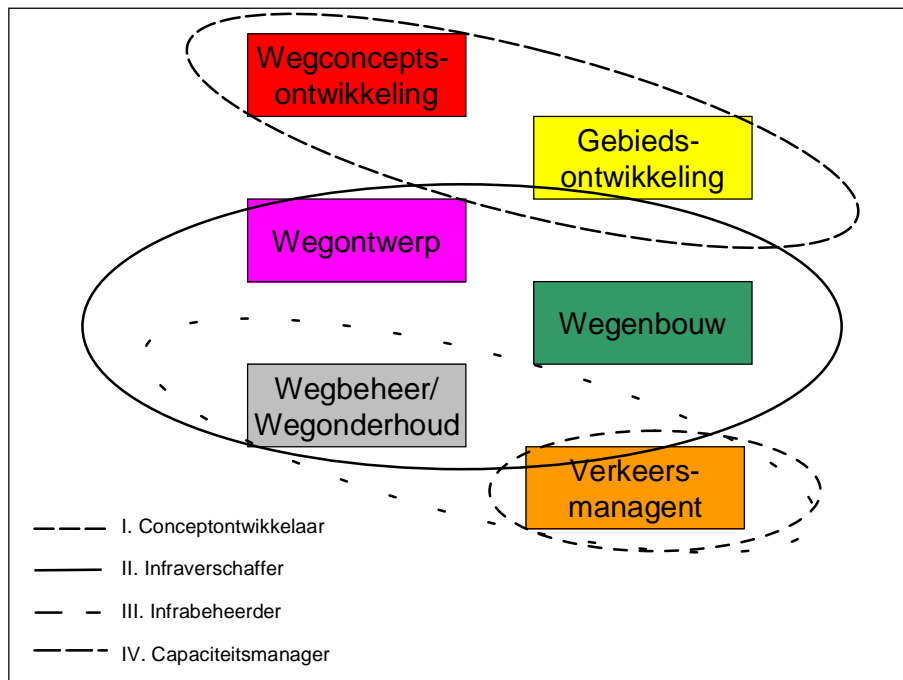 Wegconcepts-
ontwikkeling
Gebieds-
ontwikkeling
Wegontwerp
Wegenbouw
Wegbeheer/
Wegonderhoud
Verkeers-
managent
I. Conceptontwikkelaar
II. Infraverschaffer
III. Infrabeheerder
IV. Capaciteitsmanager